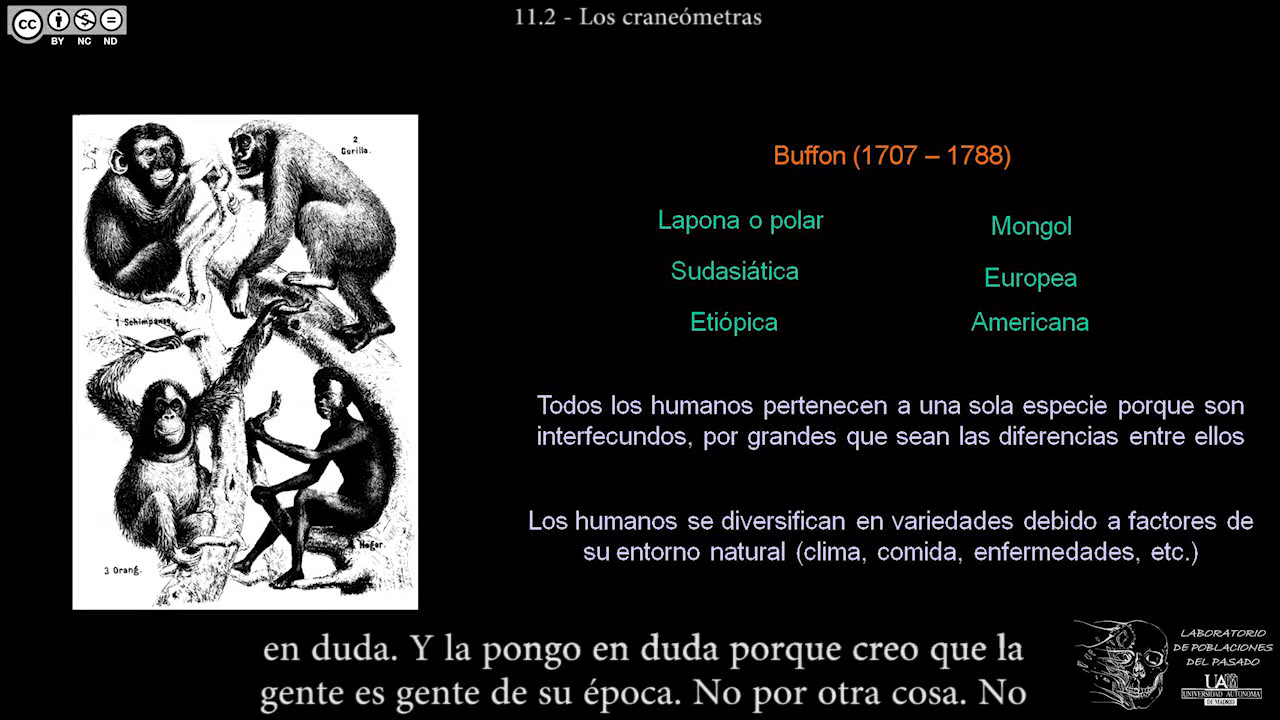 11.2 - Los craneómetras
cc
BY NC ND
2
Gorilla.
1 Schimpanse
3 Orang.
4 Neger.
Buffon (1707 – 1788)
Lapona o polar
Mongol
Sudasiática
Europea
Etiópica
Americana
Todos los humanos pertenecen a una sola especie porque son
interfecundos, por grandes que sean las diferencias entre ellos
Los humanos se diversifican en variedades debido a factores de
su entorno natural (clima, comida, enfermedades, etc.)
en duda. Y la pongo en duda porque creo que la
gente es gente de su época. No por otra cosa. No
LABORATORIO
DE POBLACIONES
DEL PASADO
UAM
UNIVERSIDAD AUTONOMA
DE MADRID